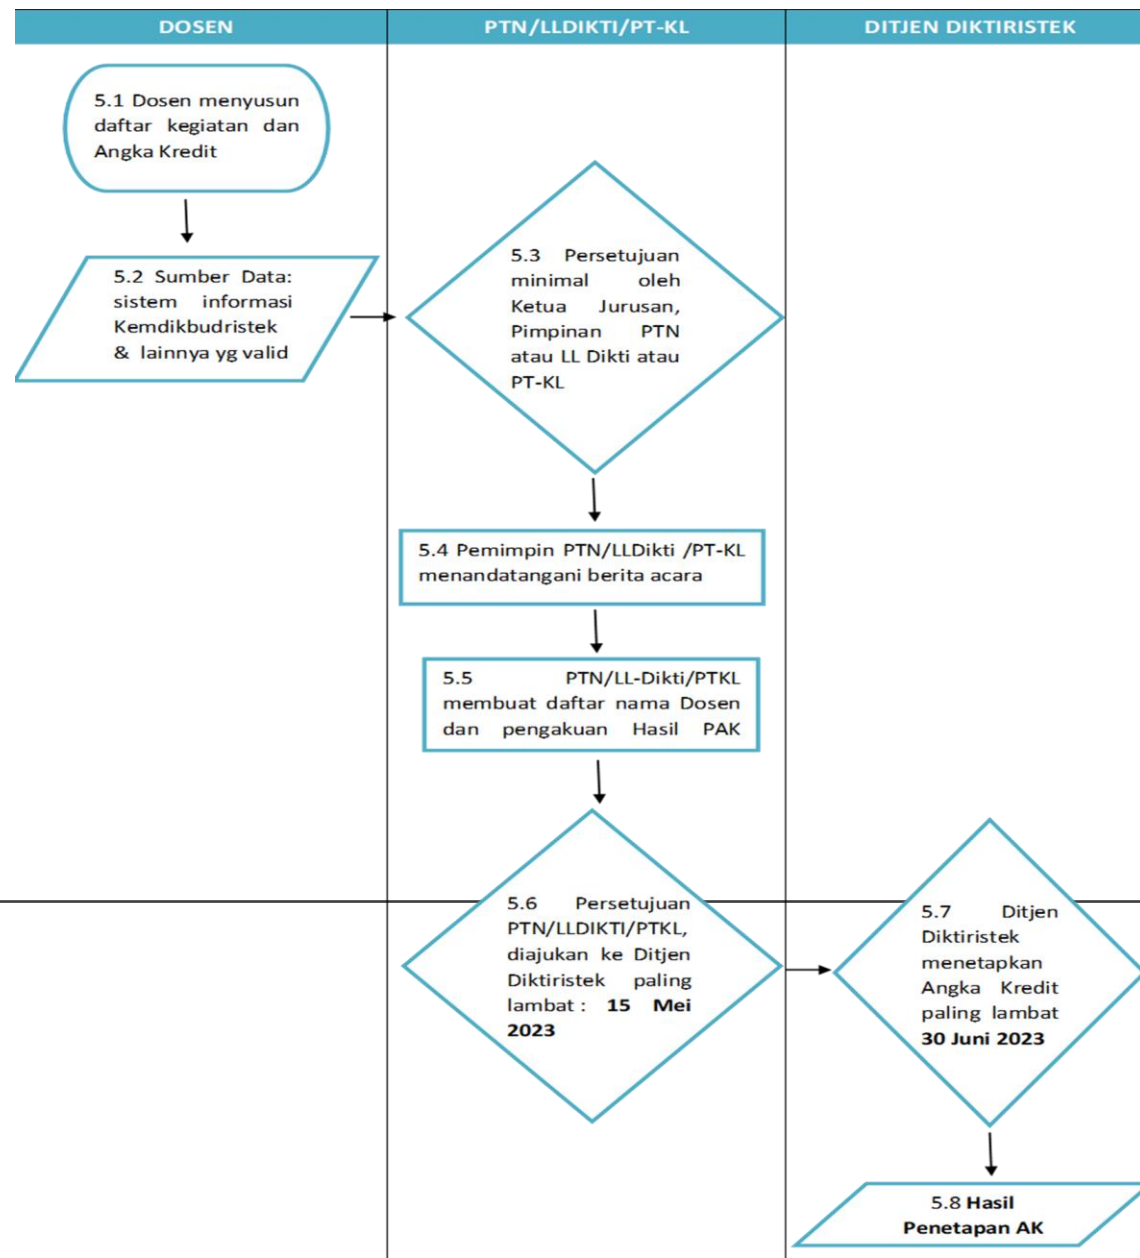 DOSEN
PTN/LLDIKTI/PT-KL
DITJEN DIKTIRISTEK
5.1 Dosen menyusun
daftar kegiatan dan
Angka Kredit
5.2 Sumber Data:
sistem informasi
Kemdikbudristek
& lainnya yg valid
5.3 Persetujuan
minimal oleh
Ketua Jurusan,
Pimpinan PTN
atau LL Dikti atau
PT-KL
5.4 Pemimpin PTN/LLDikti /PT-KL
menandatangani berita acara
5.5 PTN/LL-Dikti/PTKL
membuat daftar nama Dosen
dan pengakuan Hasil PAK
5.6 Persetujuan
PTN/LLDIKTI/PTKL,
diajukan ke Ditjen
Diktiristek paling
lambat : 15 Mei
2023
5.7 Ditjen
Diktiristek
menetapkan
Angka Kredit
paling lambat
30 Juni 2023
5.8 Hasil
Penetapan AK